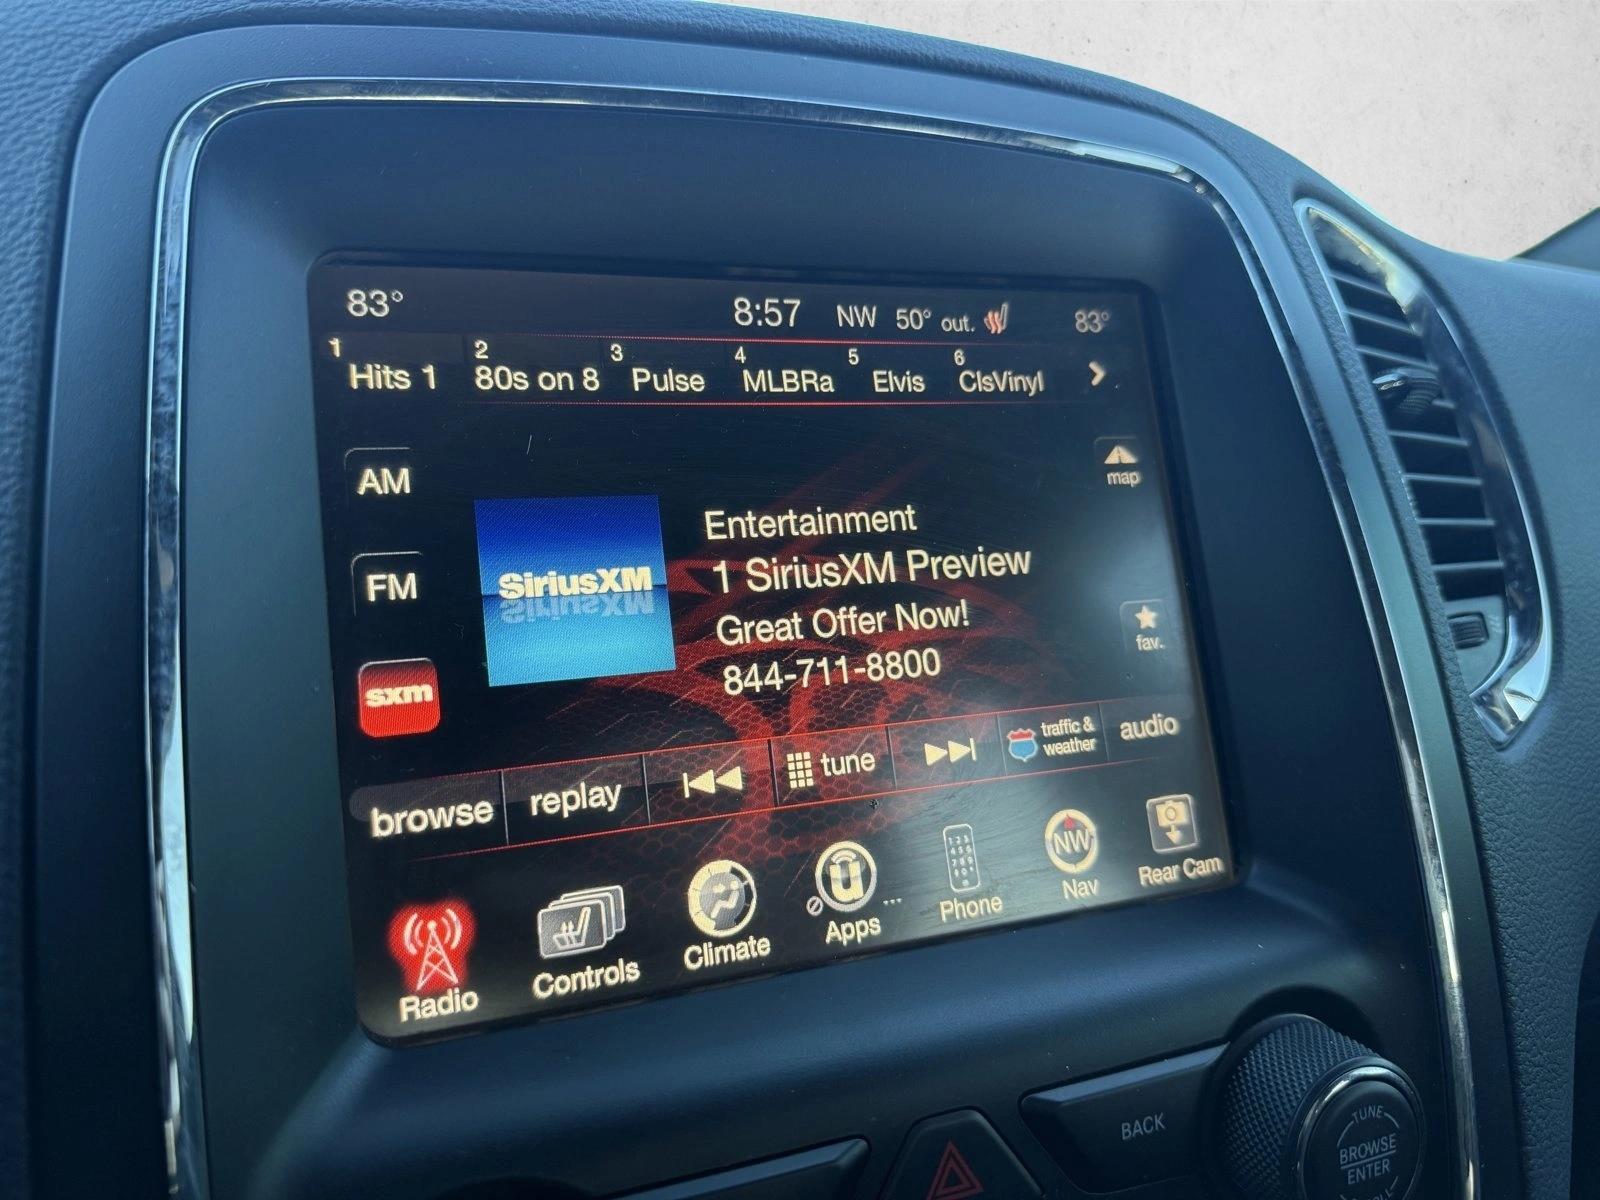 83° 8:57 NW 50° out. 83°
1 Hits 1 2 80s on 8 3 Pulse 4 MLBRa 5 Elvis 6 ClsVinyl
AM
map
FM
SiriusXM
Entertainment
1 SiriusXM Preview
Great Offer Now!
844-711-8800
fav.
sxm
browse replay tune traffic & weather audio
Radio Controls Climate Apps ... Phone NW Nav Rear Cam
BACK
TUNE
BROWSE
ENTER